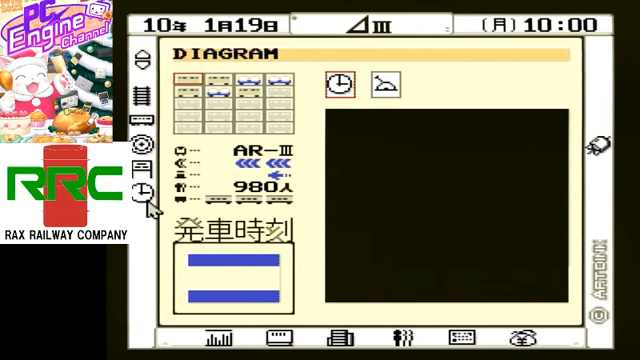 PC Engine Channel
RRC
RAX RAILWAY COMPANY
10年 1月19日
⊿III
(月)10:00
DIAGRAM
AR-III
980人
発車時刻
© ARTDINK